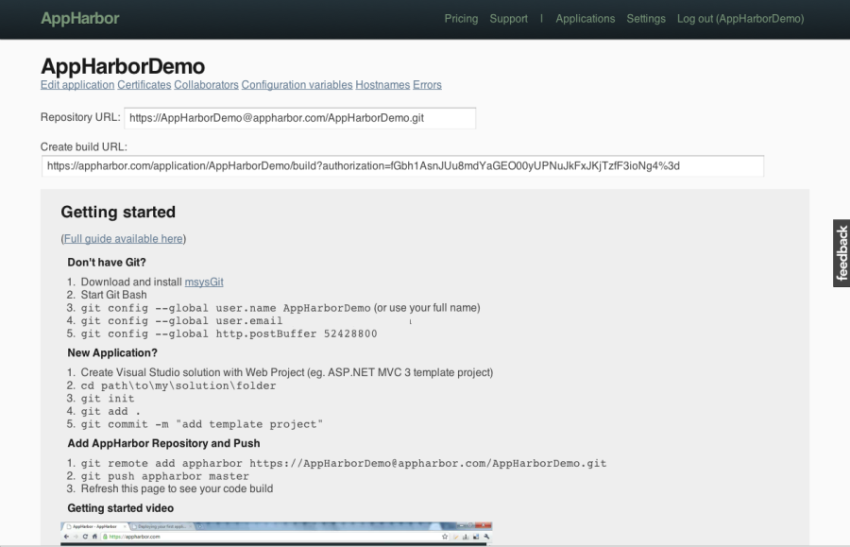 AppHarbor
Pricing Support | Applications Settings Log out (AppHarborDemo)
AppHarborDemo
Edit application Certificates Collaborators Configuration variables Hostnames Errors
Repository URL: https://AppHarborDemo@appharbor.com/AppHarborDemo.git
Create build URL:
https://appharbor.com/application/AppHarborDemo/build?authorization=fGbh1AsnJUu8mdYaGEO00yUPNuJkFxJKjTzfF3ioNg4%3d
feedback
Getting started
(Full guide available here)
Don't have Git?
1. Download and install msysGit
2. Start Git Bash
3. git config --global user.name AppHarborDemo (or use your full name)
4. git config --global user.email
5. git config --global http.postBuffer 52428800
New Application?
1. Create Visual Studio solution with Web Project (eg. ASP.NET MVC 3 template project)
2. cd path\to\my\solution\folder
3. git init
4. git add .
5. git commit -m "add template project"
Add AppHarbor Repository and Push
1. git remote add appharbor https://AppHarborDemo@appharbor.com/AppHarborDemo.git
2. git push appharbor master
3. Refresh this page to see your code build
Getting started video
AppHarbor - AppHarbor
https://appharbor.com